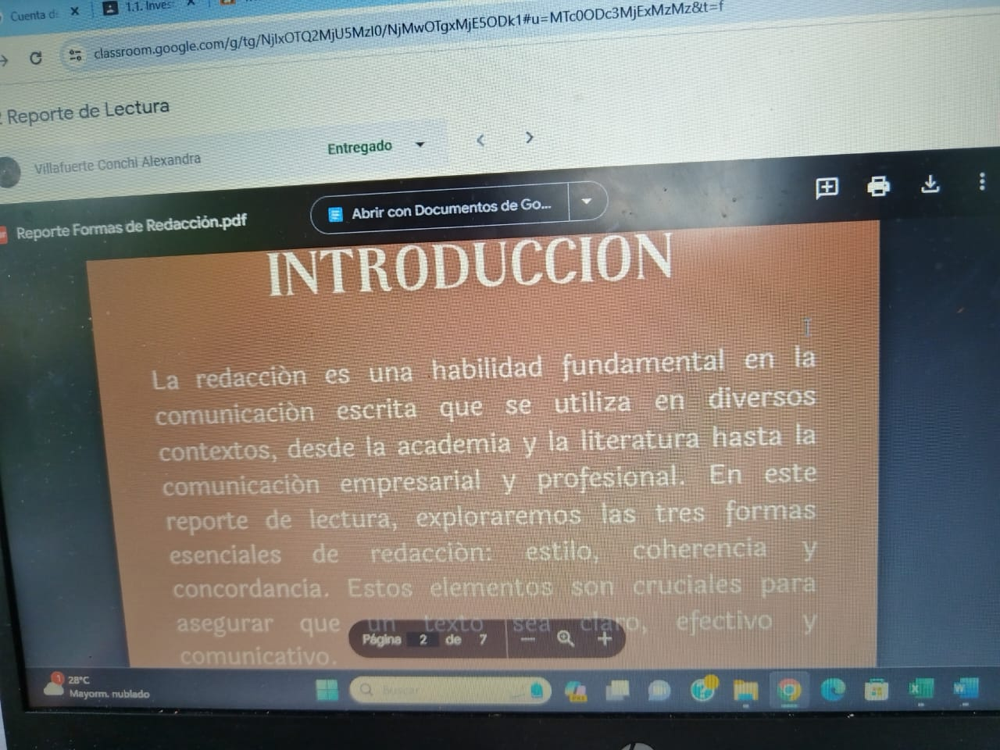 Cuenta d
1.1. Inves
classroom.google.com/g/tg/NjIxOTQ2MjU5MzI0/NjMwOTgxMjE5ODk1#u=MTc0ODc3MjExMzMz&t=f
Reporte de Lectura
Villafuerte Conchi Alexandra
Entregado
Reporte Formas de Redacción.pdf
Abrir con Documentos de Go...
INTRODUCCION
La redacciòn es una habilidad fundamental en la
comunicaciòn escrita que se utiliza en diversos
contextos, desde la academia y la literatura hasta la
comunicaciòn empresarial y profesional. En este
reporte de lectura, exploraremos las tres formas
esenciales de redacciòn: estilo, coherencia y
concordancia. Estos elementos son cruciales para
asegurar que un texto sea claro, efectivo y
comunicativo.
Página 2 de 7
1
28°C
Mayorm. nublado
Buscar